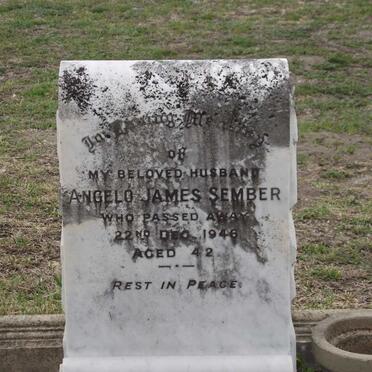 In Loving Memory
of
MY BELOVED HUSBAND
ANGELO JAMES SEMBER
WHO PASSED AWAY
22ND DEC. 1946
AGED 42
REST IN PEACE.